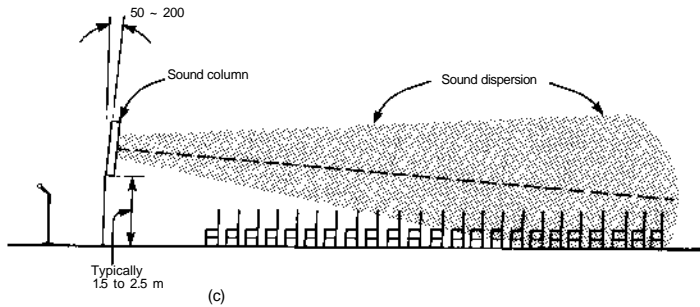 50 ~ 200
Sound column
Sound dispersion
Typically
1.5 to 2.5 m
(c)